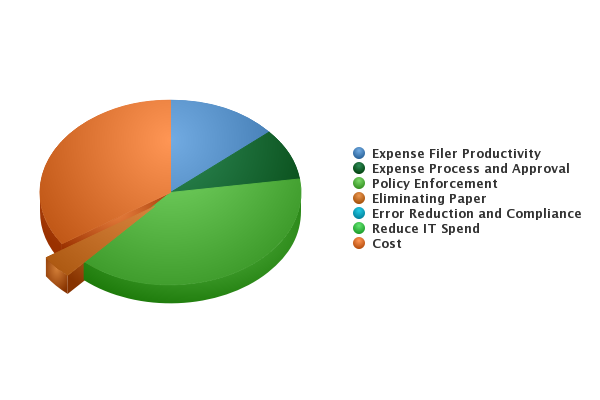 Expense Filer Productivity
Expense Process and Approval
Policy Enforcement
Eliminating Paper
Error Reduction and Compliance
Reduce IT Spend
Cost